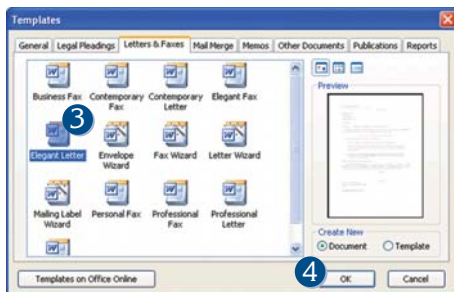 Templates
General Legal Pleadings Letters & Faxes Mail Merge Memos Other Documents Publications Reports
Business Fax
Contemporary Fax
Contemporary Letter
Elegant Fax
3
Elegant Letter
Envelope Wizard
Fax Wizard
Letter Wizard
Mailing Label Wizard
Personal Fax
Professional Fax
Professional Letter
Preview
Create New
Document Template
4
Templates on Office Online OK Cancel